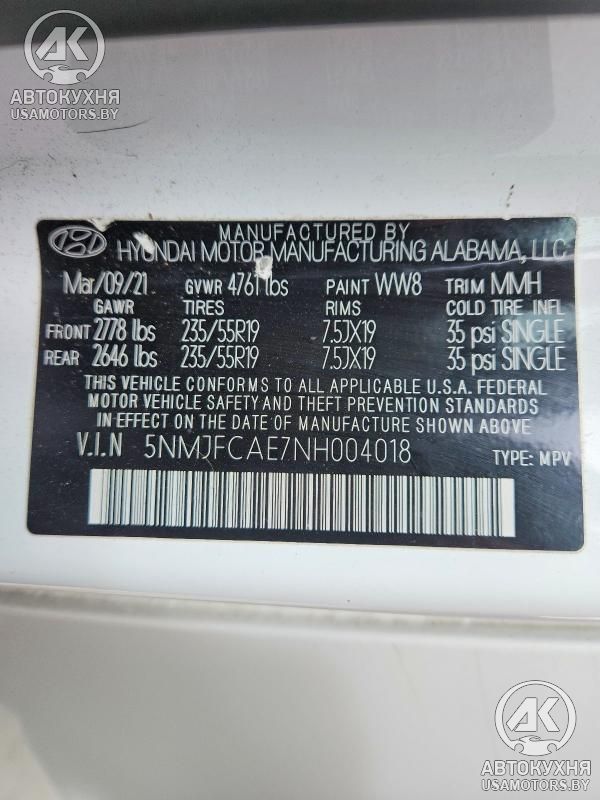 АК
АВТОКУХНЯ
USAMOTORS.BY
MANUFACTURED BY
HYUNDAI MOTOR MANUFACTURING ALABAMA, LLC
Mar/09/21 GVWR 4761 lbs PAINT WW8 TRIM MMH
GAWR TIRES RIMS COLD TIRE INFL
FRONT 2778 lbs 235/55R19 7.5JX19 35 psi SINGLE
REAR 2646 lbs 235/55R19 7.5JX19 35 psi SINGLE
THIS VEHICLE CONFORMS TO ALL APPLICABLE U.S.A. FEDERAL
MOTOR VEHICLE SAFETY AND THEFT PREVENTION STANDARDS
IN EFFECT ON THE DATE OF MANUFACTURE SHOWN ABOVE.
V.I.N 5NMJFCAE7NH004018 TYPE: MPV
АК
АВТОКУХНЯ
USAMOTORS.BY